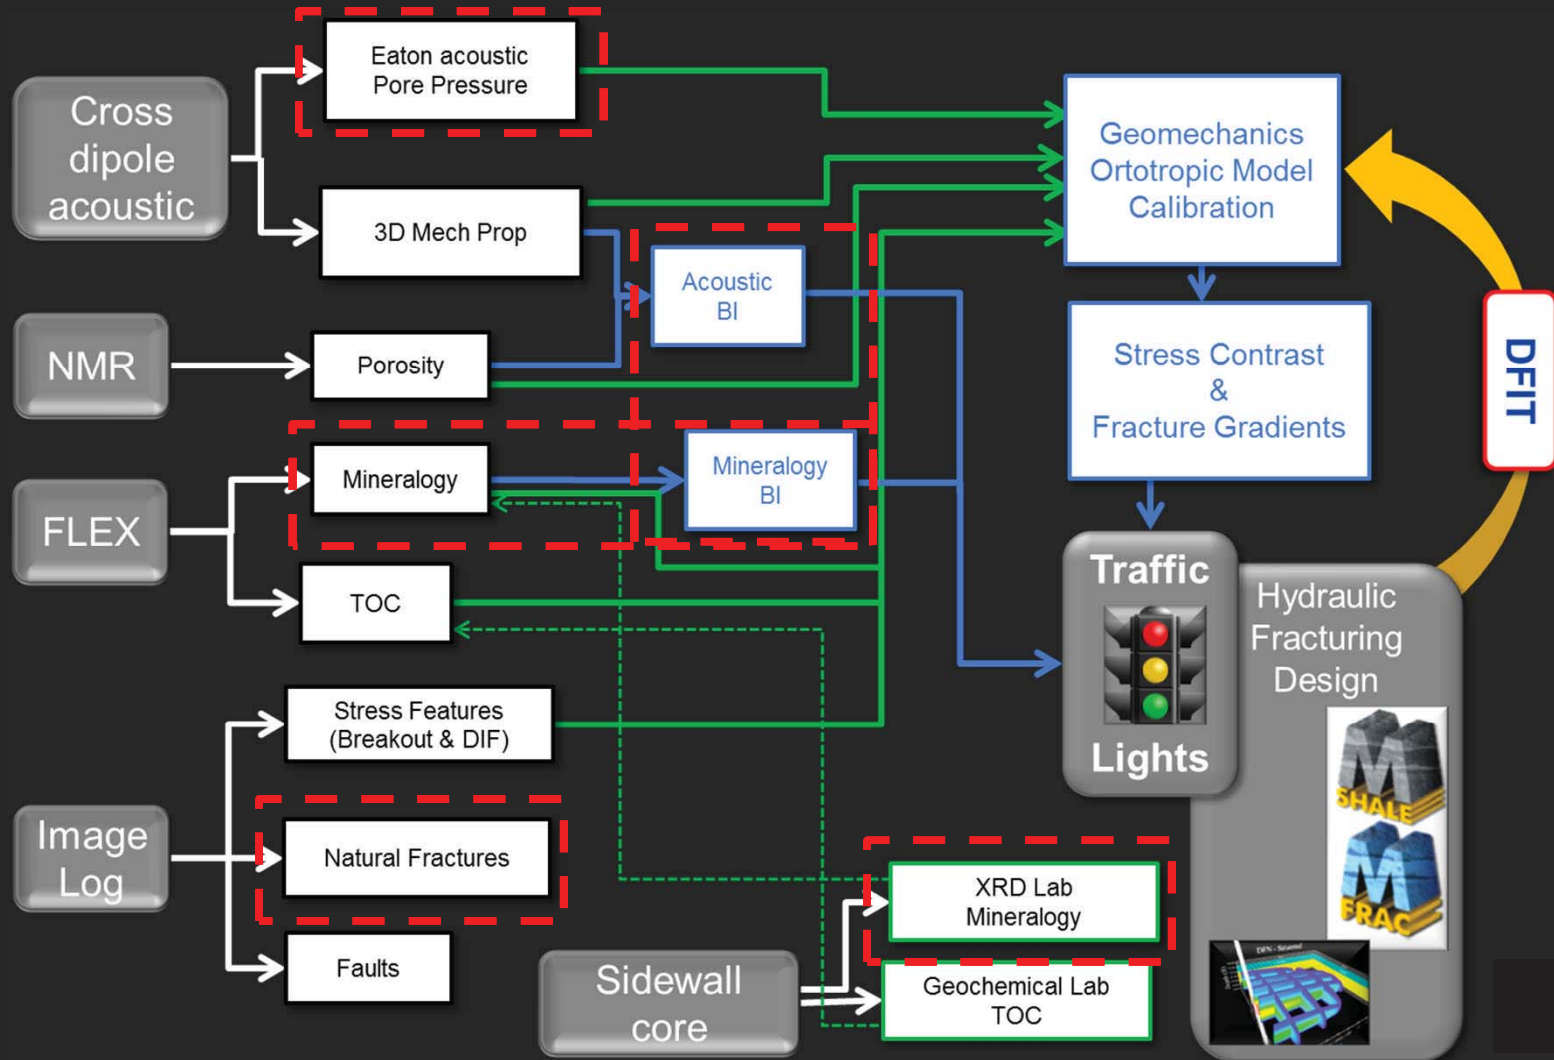 Cross
dipole
acoustic
Eaton acoustic
Pore Pressure
3D Mech Prop
NMR
Porosity
Acoustic
BI
FLEX
Mineralogy
Mineralogy
BI
TOC
Image
Log
Stress Features
(Breakout & DIF)
Natural Fractures
Faults
Sidewall
core
XRD Lab
Mineralogy
Geochemical Lab
TOC
Geomechanics
Ortotropic Model
Calibration
Stress Contrast
&
Fracture Gradients
DFIT
Traffic
Lights
Hydraulic
Fracturing
Design
M
SHALE
M
FRAC